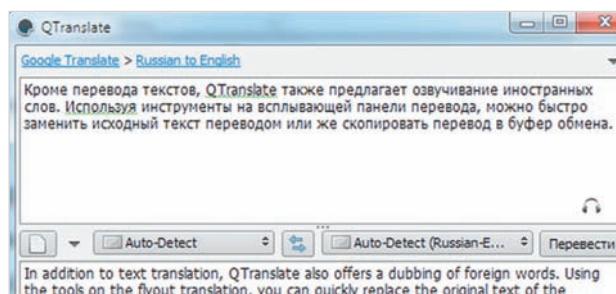 QTranslate
Google Translate > Russian to English
Кроме перевода текстов, QTranslate также предлагает озвучивание иностранных
слов. Используя инструменты на всплывающей панели перевода, можно быстро
заменить исходный текст переводом или же скопировать перевод в буфер обмена.
Auto-Detect
Auto-Detect (Russian-E...
Перевести
In addition to text translation, QTranslate also offers a dubbing of foreign words. Using
the tools on the flyout translation, you can quickly replace the original text of the